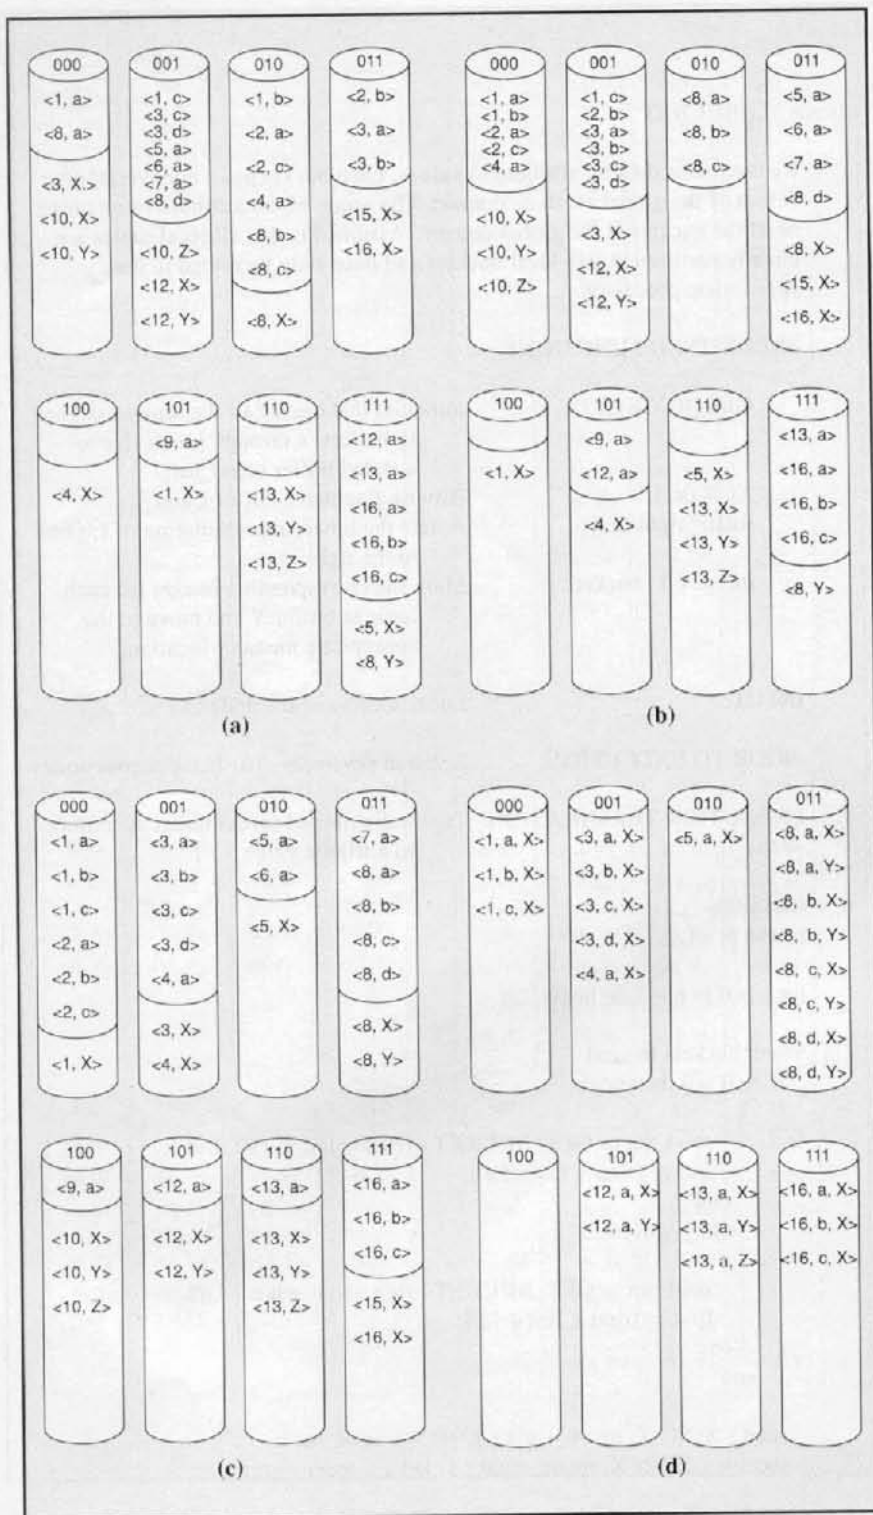 000
<1, a>
<8, a>
<3, X.>
<10, X>
<10, Y>
001
<1, c>
<3, c>
<3, d>
<5, a>
<6, a>
<7, a>
<8, d>
<10, Z>
<12, X>
<12, Y>
010
<1, b>
<2, a>
<2, c>
<4, a>
<8, b>
<8, c>
<8, X>
011
<2, b>
<3, a>
<3, b>
<15, X>
<16, X>
100
<4, X>
101
<9, a>
<1, X>
110
<13, X>
<13, Y>
<13, Z>
111
<12, a>
<13, a>
<16, a>
<16, b>
<16, c>
<5, X>
<8, Y>
(a)
000
<1, a>
<1, b>
<2, a>
<2, c>
<4, a>
<10, X>
<10, Y>
<10, Z>
001
<1, c>
<2, b>
<3, a>
<3, b>
<3, c>
<3, d>
<3, X>
<12, X>
<12, Y>
010
<8, a>
<8, b>
<8, c>
011
<5, a>
<6, a>
<7, a>
<8, d>
<8, X>
<15, X>
<16, X>
100
<1, X>
101
<9, a>
<12, a>
<4, X>
110
<5, X>
<13, X>
<13, Y>
<13, Z>
111
<13, a>
<16, a>
<16, b>
<16, c>
<8, Y>
(b)
000
<1, a>
<1, b>
<1, c>
<2, a>
<2, b>
<2, c>
<1, X>
001
<3, a>
<3, b>
<3, c>
<3, d>
<4, a>
<3, X>
<4, X>
010
<5, a>
<6, a>
<5, X>
011
<7, a>
<8, a>
<8, b>
<8, c>
<8, d>
<8, X>
<8, Y>
100
<9, a>
<10, X>
<10, Y>
<10, Z>
101
<12, a>
<12, X>
<12, Y>
110
<13, a>
<13, X>
<13, Y>
<13, Z>
111
<16, a>
<16, b>
<16, c>
<15, X>
<16, X>
(c)
000
<1, a, X>
<1, b, X>
<1, c, X>
001
<3, a, X>
<3, b, X>
<3, c, X>
<3, d, X>
<4, a, X>
010
<5, a, X>
011
<8, a, X>
<8, a, Y>
<8, b, X>
<8, b, Y>
<8, c, X>
<8, c, Y>
<8, d, X>
<8, d, Y>
100
101
<12, a, X>
<12, a, Y>
110
<13, a, X>
<13, a, Y>
<13, a, Z>
111
<16, a, X>
<16, b, X>
<16, c, X>
(d)